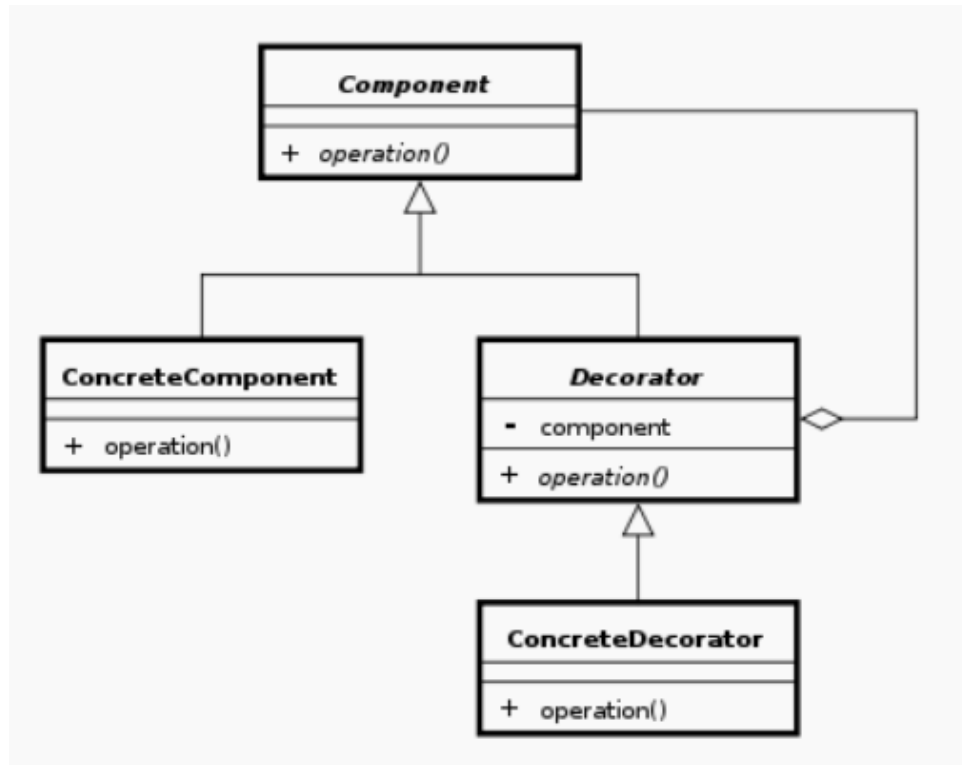 Component
+ operation()
ConcreteComponent
+ operation()
Decorator
- component
+ operation()
ConcreteDecorator
+ operation()